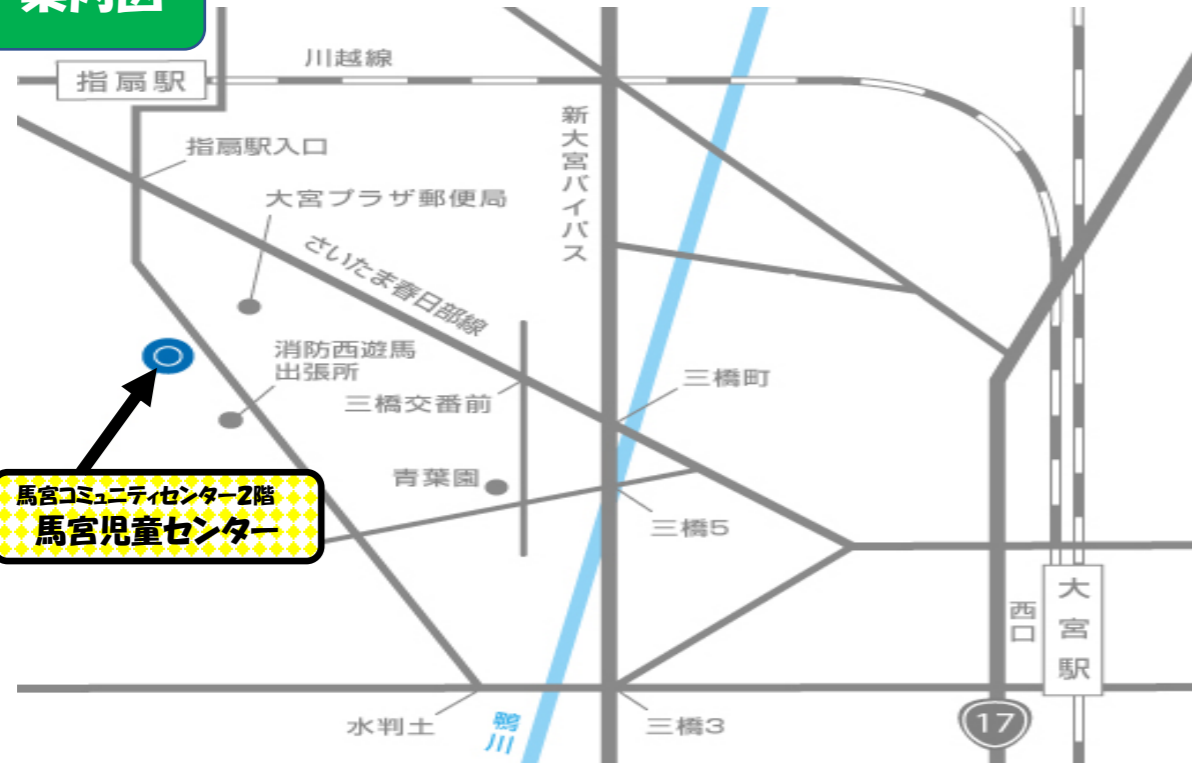 案内図
川越線
指扇駅
指扇駅入口
新大宮バイパス
大宮プラザ郵便局
さいたま春日部線
消防西遊馬
出張所
三橋交番前
三橋町
青葉園
馬宮コミュニティセンター2階
馬宮児童センター
三橋5
大宮駅
西口
水判土
鴨川
三橋3
17